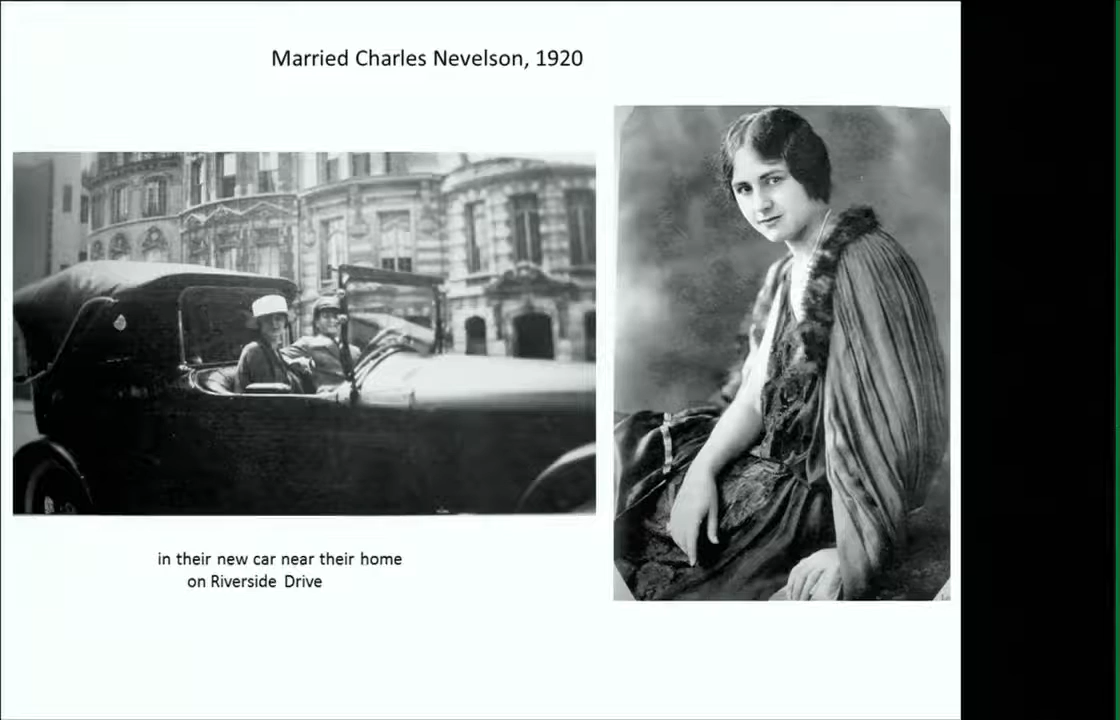 Married Charles Nevelson, 1920
in their new car near their home
on Riverside Drive